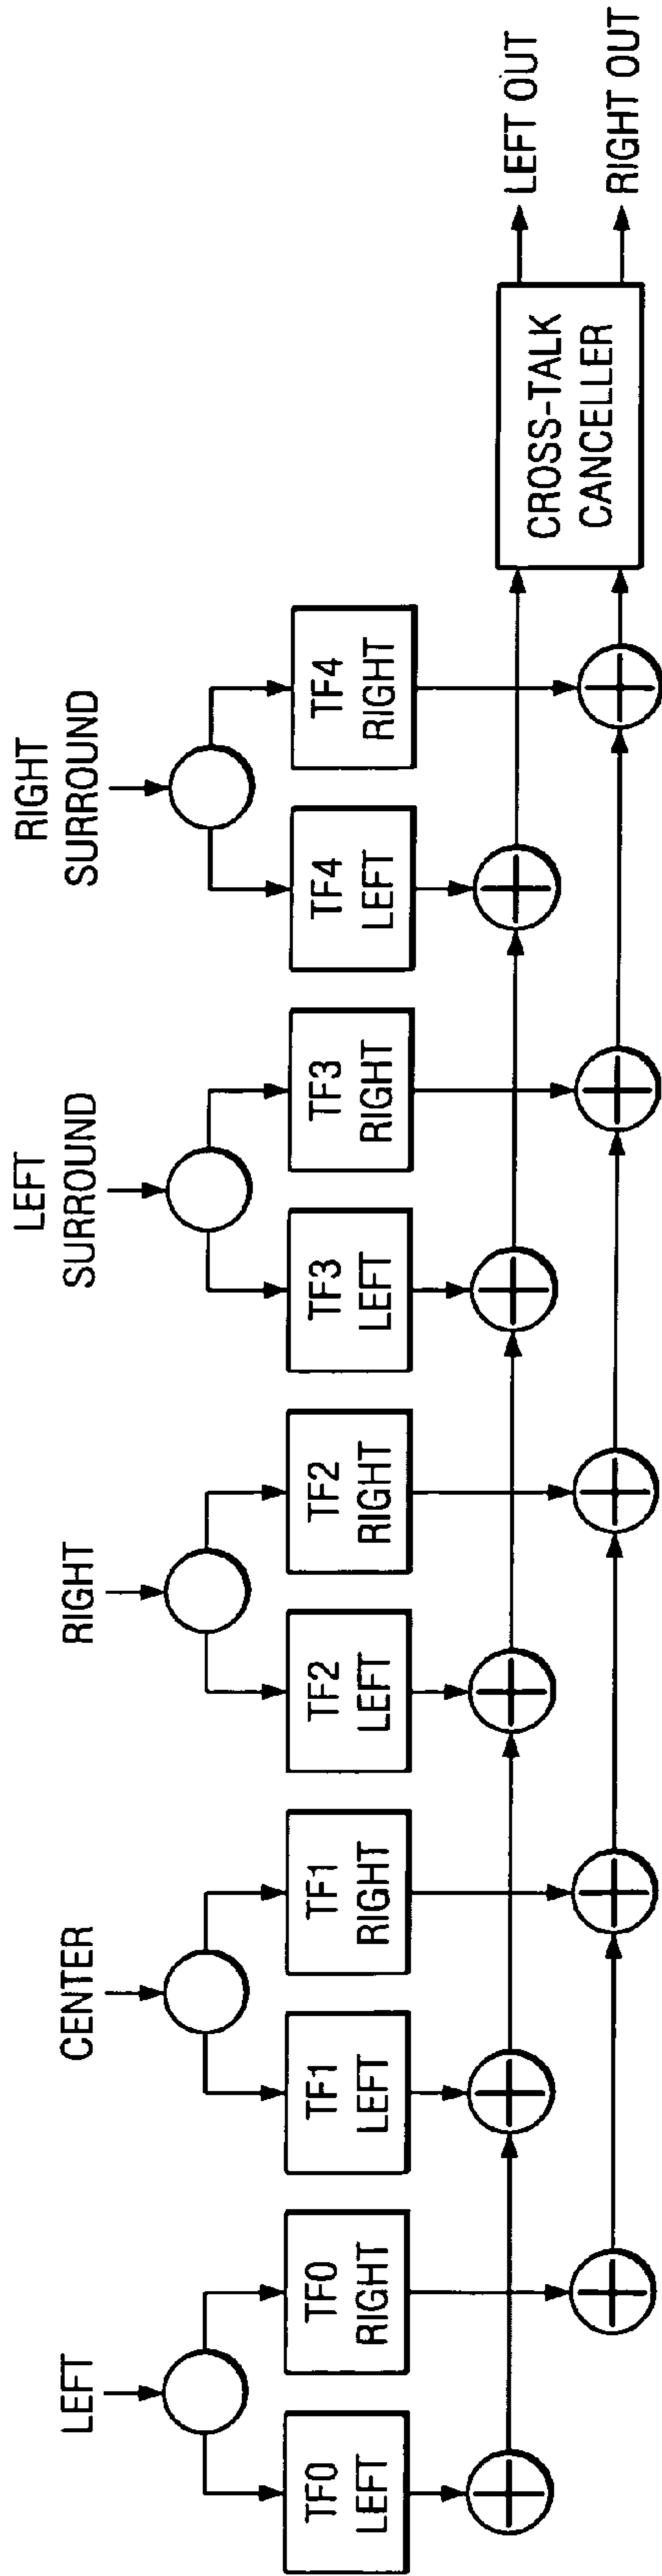 LEFT
CENTER
RIGHT
LEFT
SURROUND
RIGHT
SURROUND
TF0
LEFT
TF0
RIGHT
TF1
LEFT
TF1
RIGHT
TF2
LEFT
TF2
RIGHT
TF3
LEFT
TF3
RIGHT
TF4
LEFT
TF4
RIGHT
CROSS-TALK
CANCELLER
LEFT OUT
RIGHT OUT